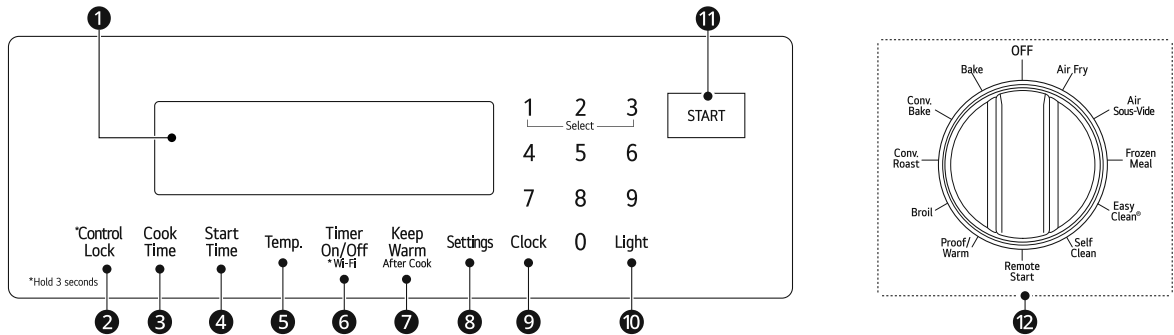 1
11
1 2 3
Select
START
4 5 6
7 8 9
*Control
Lock
Cook
Time
Start
Time
Temp.
Timer
On/Off
*Wi-Fi
Keep
Warm
After Cook
Settings
Clock
0
Light
*Hold 3 seconds
2
3
4
5
6
7
8
9
10
OFF
Air Fry
Air
Sous-Vide
Frozen
Meal
Easy
Clean®
Self
Clean
Remote
Start
Proof/
Warm
Broil
Conv.
Roast
Conv.
Bake
Bake
12